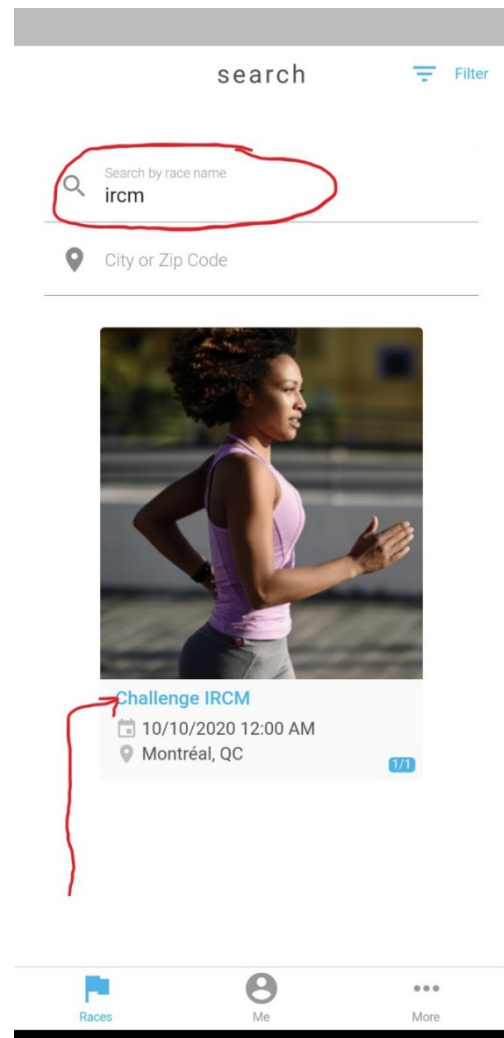 search
Filter
Search by race name
ircm
City or Zip Code
Challenge IRCM
10/10/2020 12:00 AM
Montréal, QC
1/1
Races
Me
More